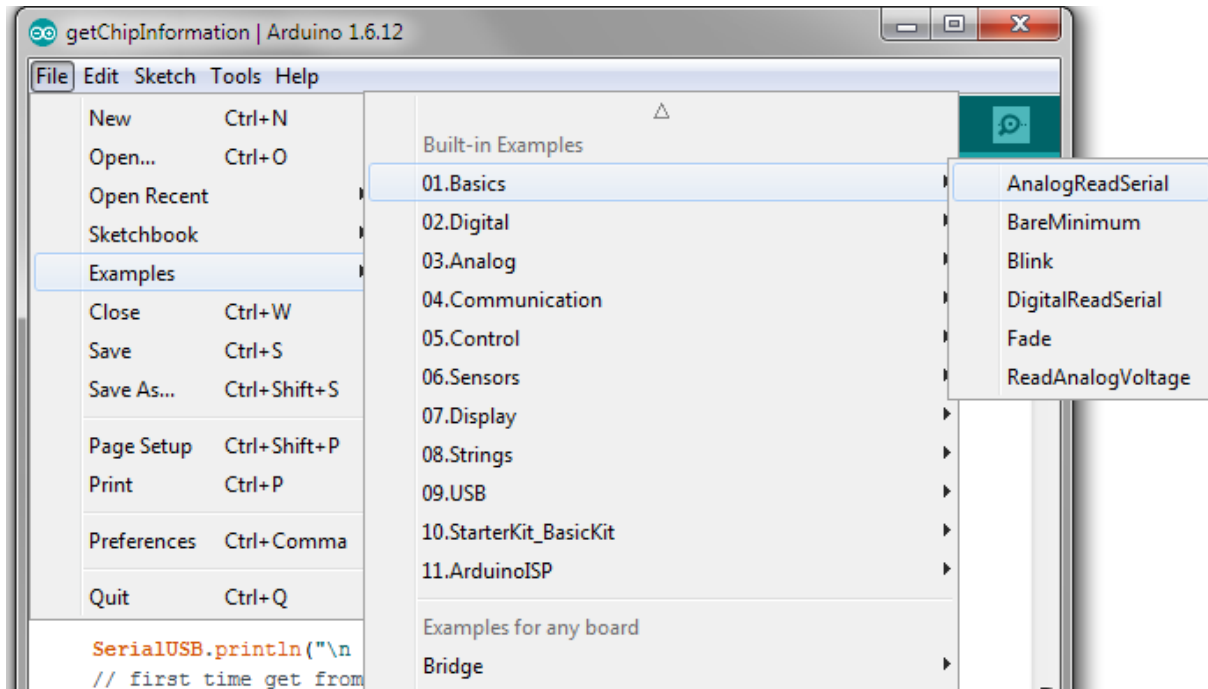 getChipInformation | Arduino 1.6.12
File Edit Sketch Tools Help
New Ctrl+N
Open... Ctrl+O
Open Recent
Sketchbook
Examples
Close Ctrl+W
Save Ctrl+S
Save As... Ctrl+Shift+S
Page Setup Ctrl+Shift+P
Print Ctrl+P
Preferences Ctrl+Comma
Quit Ctrl+Q
Built-in Examples
01.Basics
02.Digital
03.Analog
04.Communication
05.Control
06.Sensors
07.Display
08.Strings
09.USB
10.StarterKit_BasicKit
11.ArduinoISP
Examples for any board
Bridge
AnalogReadSerial
BareMinimum
Blink
DigitalReadSerial
Fade
ReadAnalogVoltage
SerialUSB.println("\n
// first time get from